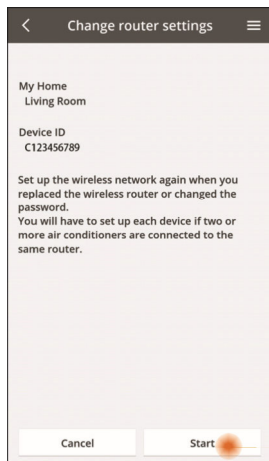 Change router settings
My Home
Living Room
Device ID
C123456789
Set up the wireless network again when you
replaced the wireless router or changed the
password.
You will have to set up each device if two or
more air conditioners are connected to the
same router.
Cancel
Start